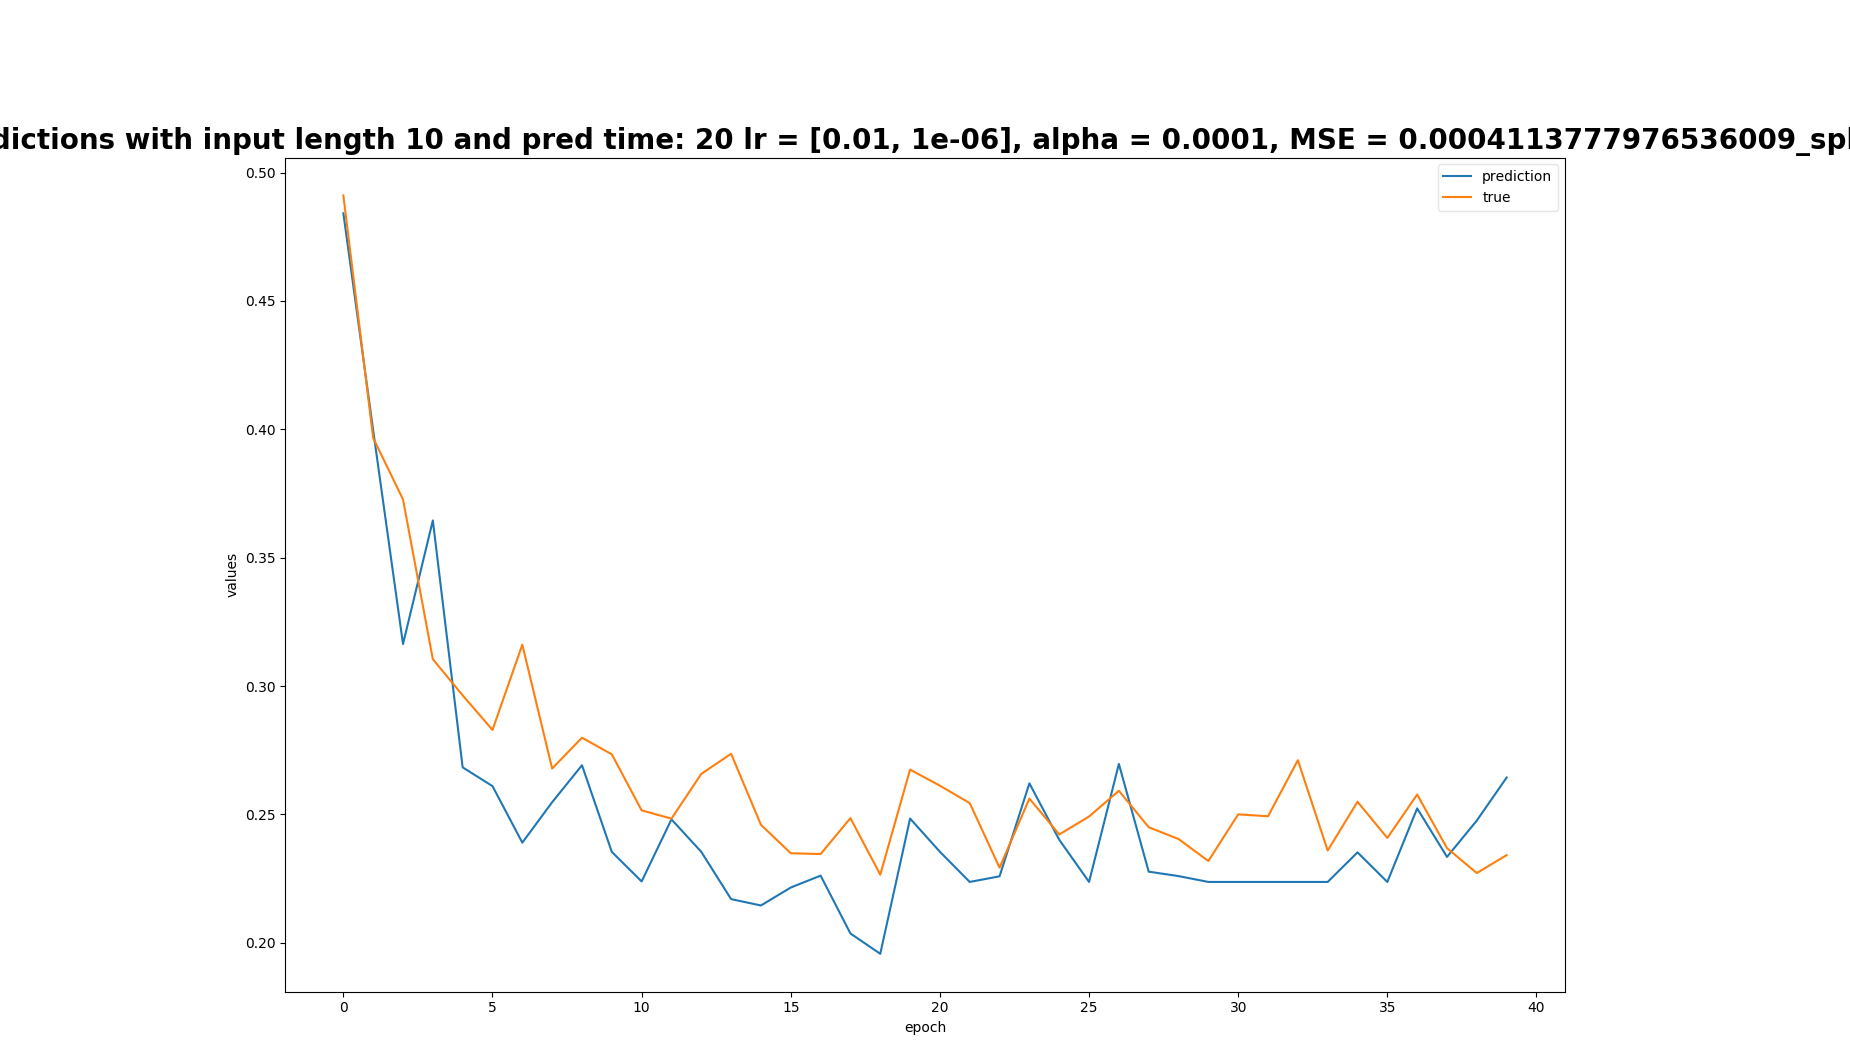 dictions with input length 10 and pred time: 20 lr = [0.01, 1e-06], alpha = 0.0001, MSE = 0.0004113777976536009_spl
prediction
true
0.50
0.45
0.40
0.35
0.30
0.25
0.20
values
0 5 10 15 20 25 30 35 40
epoch